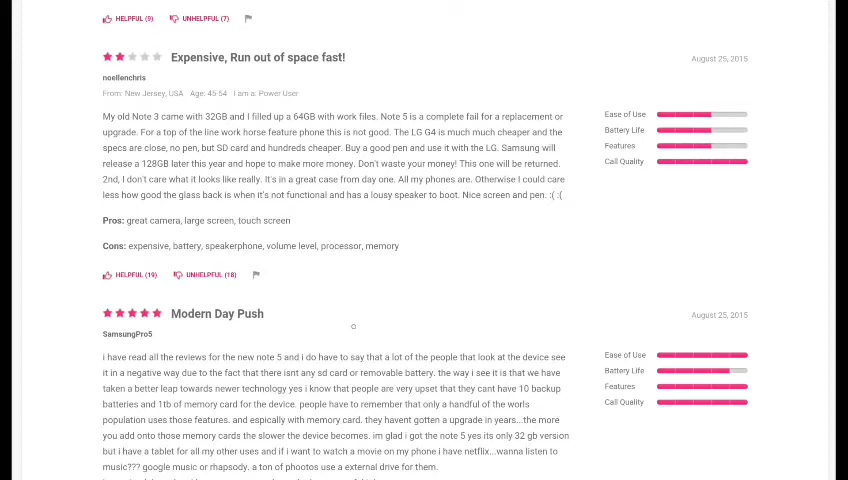 HELPFUL (9) UNHELPFUL (7)
Expensive, Run out of space fast! August 25, 2015
noellenchris
From: New Jersey, USA Age: 45-54 I am a: Power User
My old Note 3 came with 32GB and I filled up a 64GB with work files. Note 5 is a complete fail for a replacement or
upgrade. For a top of the line work horse feature phone this is not good. The LG G4 is much much cheaper and the
specs are close, no pen, but SD card and hundreds cheaper. Buy a good pen and use it with the LG. Samsung will
release a 128GB later this year and hope to make more money. Don't waste your money! This one will be returned.
2nd, I don't care what it looks like really. It's in a great case from day one. All my phones are. Otherwise I could care
less how good the glass back is when it's not functional and has a lousy speaker to boot. Nice screen and pen. :( :(
Ease of Use
Battery Life
Features
Call Quality
Pros: great camera, large screen, touch screen
Cons: expensive, battery, speakerphone, volume level, processor, memory
HELPFUL (19) UNHELPFUL (18)
Modern Day Push August 25, 2015
SamsungPro5
i have read all the reviews for the new note 5 and i do have to say that a lot of the people that look at the device see
it in a negative way due to the fact that there isnt any sd card or removable battery. the way i see it is that we have
taken a better leap towards newer technology yes i know that people are very upset that they cant have 10 backup
batteries and 1tb of memory card for the device. people have to remember that only a handful of the worls
population uses those features. and espically with memory card. they havent gotten a upgrade in years...the more
you add onto those memory cards the slower the device becomes. im glad i got the note 5 yes its only 32 gb version
but i have a tablet for all my other uses and if i want to watch a movie on my phone i have netflix...wanna listen to
music??? google music or rhapsody. a ton of phootos use a external drive for them.
Ease of Use
Battery Life
Features
Call Quality